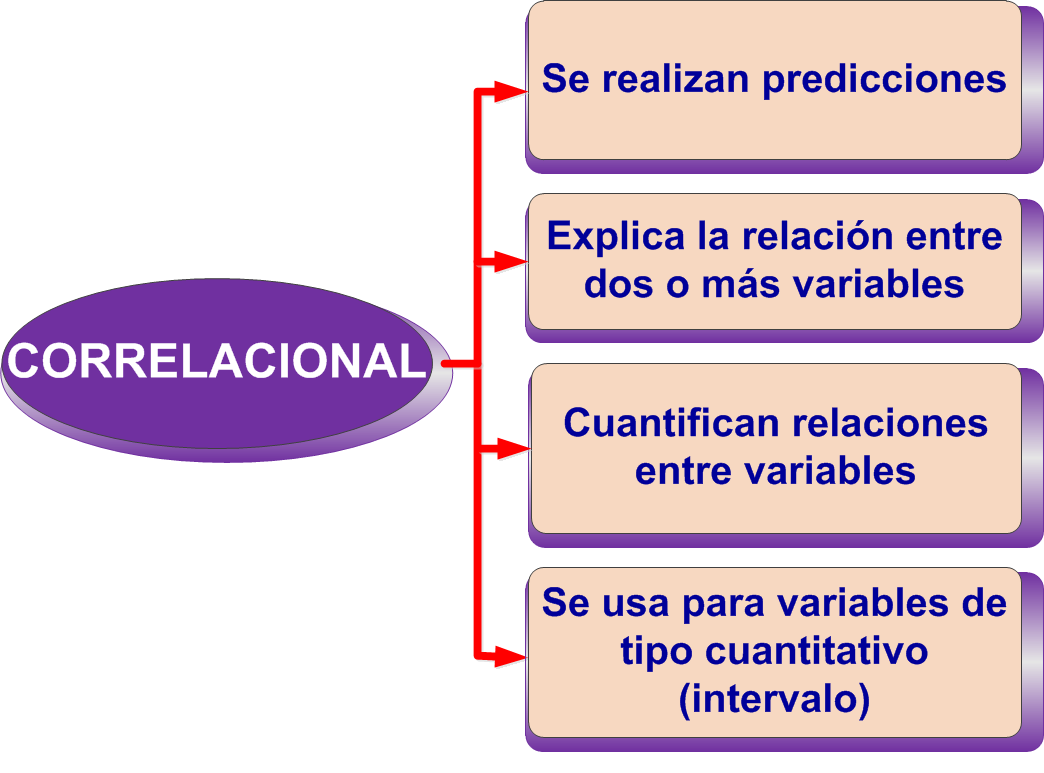 CORRELACIONAL
Se realizan predicciones
Explica la relación entre
dos o más variables
Cuantifican relaciones
entre variables
Se usa para variables de
tipo cuantitativo
(intervalo)